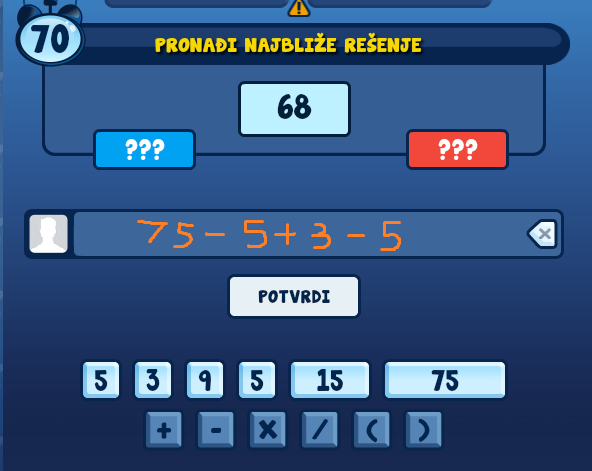 70
PRONAĐI NAJBLIŽE REŠENJE
68
??? ???
75 - 5 + 3 - 5
POTVRDI
5 3 9 5 15 75
+ - × / ( )